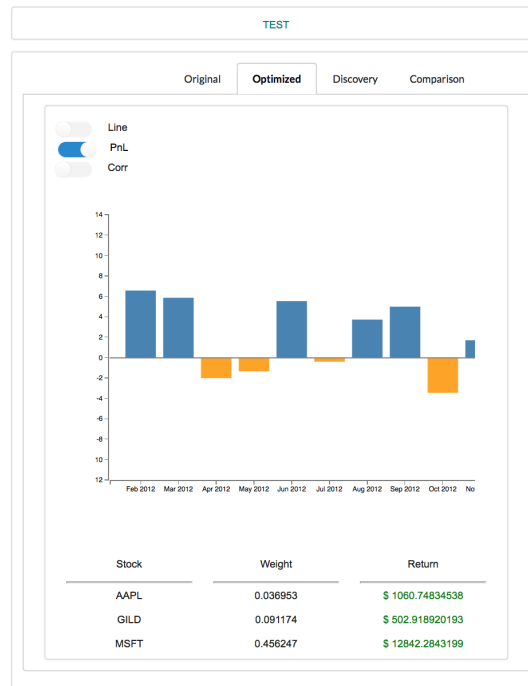 TEST
Original Optimized Discovery Comparison
Line
PnL
Corr
14
12
10
8
6
4
2
0
-2
-4
-6
-8
10
12
Feb 2012 Mar 2012 Apr 2012 May 2012 Jun 2012 Jul 2012 Aug 2012 Sep 2012 Oct 2012 No
Stock Weight Return
AAPL 0.036953 $ 1060.74834538
GILD 0.091174 $ 502.918920193
MSFT 0.456247 $ 12842.2843199